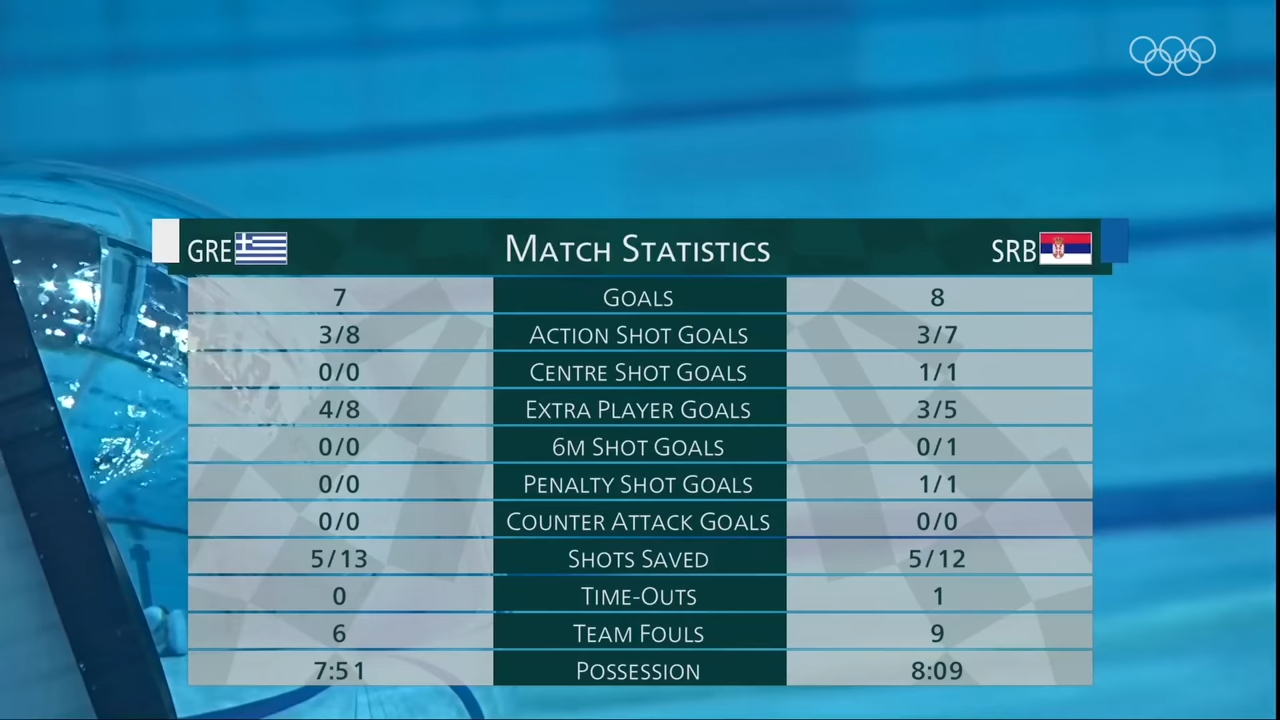 GRE MATCH STATISTICS SRB
7 GOALS 8
3/8 ACTION SHOT GOALS 3/7
0/0 CENTRE SHOT GOALS 1/1
4/8 EXTRA PLAYER GOALS 3/5
0/0 6M SHOT GOALS 0/1
0/0 PENALTY SHOT GOALS 1/1
0/0 COUNTER ATTACK GOALS 0/0
5/13 SHOTS SAVED 5/12
0 TIME-OUTS 1
6 TEAM FOULS 9
7:51 POSSESSION 8:09